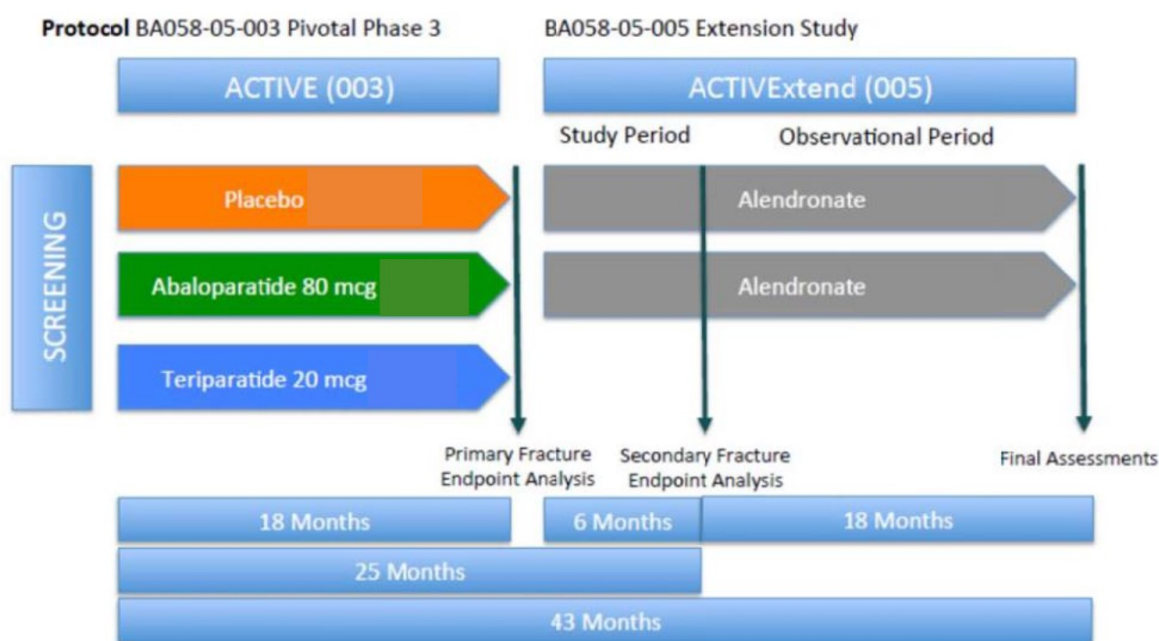 Protocol BA058-05-003 Pivotal Phase 3
BA058-05-005 Extension Study
ACTIVE (003)
ACTIVExtend (005)
Study Period
Observational Period
SCREENING
Placebo
Alendronate
Abaloparatide 80 mcg
Alendronate
Teriparatide 20 mcg
Primary Fracture
Endpoint Analysis
Secondary Fracture
Endpoint Analysis
Final Assessments
18 Months
6 Months
18 Months
25 Months
43 Months